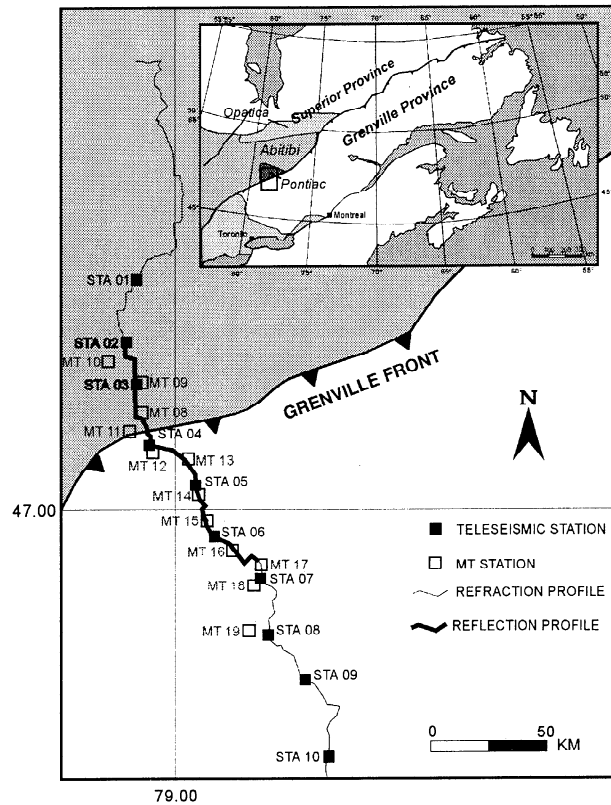 Superior Province
Grenville Province
Opatica
Abitibi
Pontiac
Montreal
Toronto
STA 01
STA 02
MT 10
STA 03
MT 09
MT 08
MT 11
STA 04
MT 12
MT 13
STA 05
MT 14
MT 15
STA 06
MT 16
MT 17
STA 07
MT 18
MT 19
STA 08
STA 09
STA 10
GRENVILLE FRONT
N
47.00
79.00
TELESEISMIC STATION
MT STATION
REFRACTION PROFILE
REFLECTION PROFILE
0 50
KM